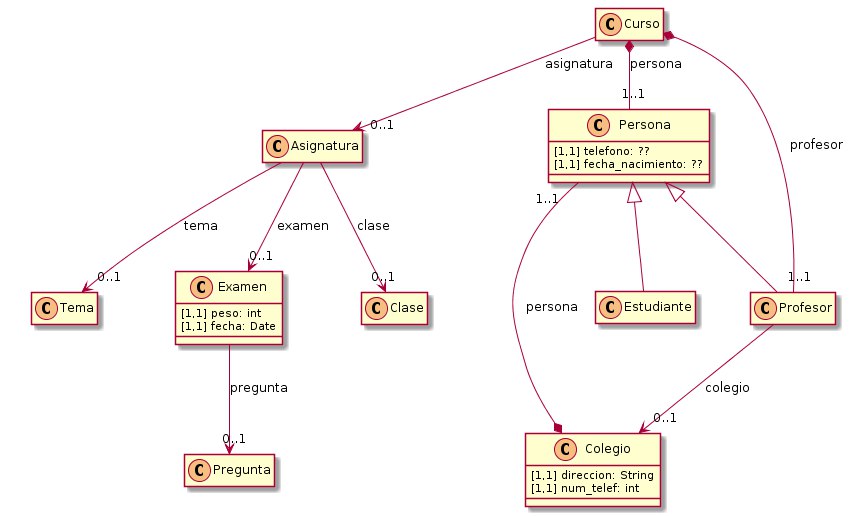 C Curso
asignatura
persona
0..1
1..1
C Asignatura
C Persona
[1,1] telefono: ??
[1,1] fecha_nacimiento: ??
profesor
tema
examen
clase
1..1
0..1
0..1
0..1
1..1
C Tema
C Examen
[1,1] peso: int
[1,1] fecha: Date
C Clase
persona
C Estudiante
C Profesor
pregunta
colegio
0..1
0..1
C Pregunta
C Colegio
[1,1] direccion: String
[1,1] num_telef: int